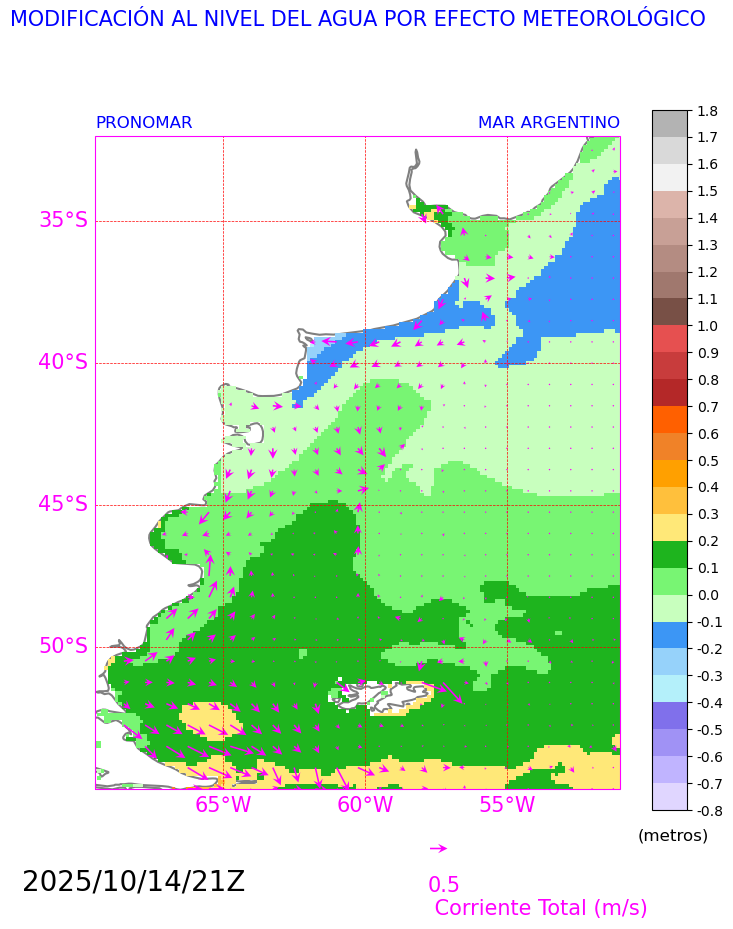 MODIFICACIÓN AL NIVEL DEL AGUA POR EFECTO METEOROLÓGICO
PRONOMAR MAR ARGENTINO
35°S
40°S
45°S
50°S
65°W 60°W 55°W
1.8
1.7
1.6
1.5
1.4
1.3
1.2
1.1
1.0
0.9
0.8
0.7
0.6
0.5
0.4
0.3
0.2
0.1
0.0
-0.1
-0.2
-0.3
-0.4
-0.5
-0.6
-0.7
-0.8
(metros)
2025/10/14/21Z
0.5
Corriente Total (m/s)